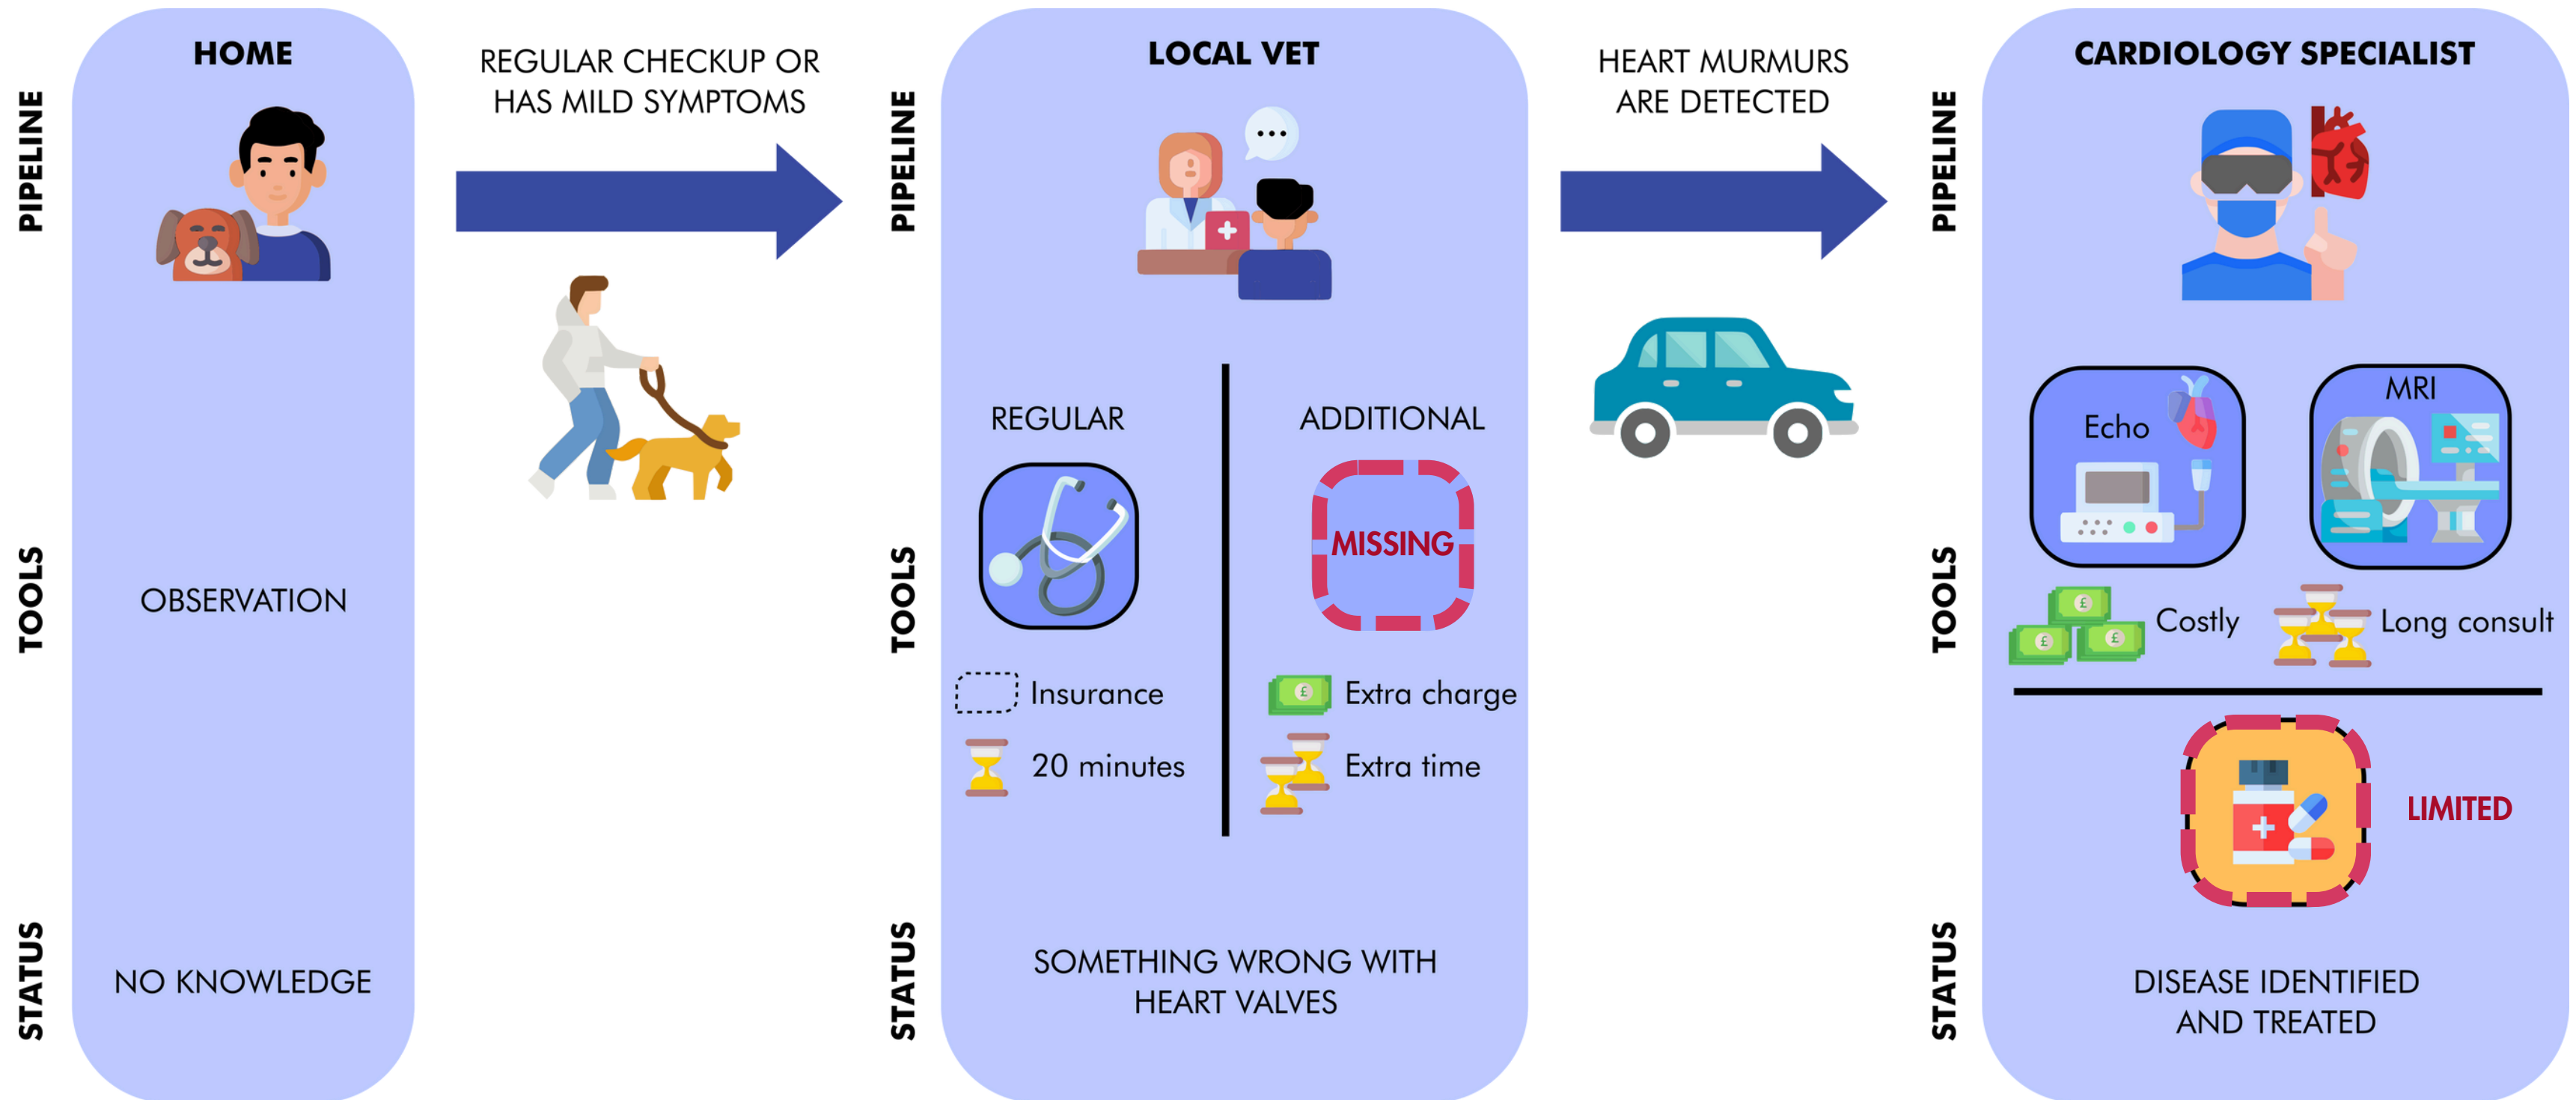 HOME
PIPELINE
TOOLS
OBSERVATION
STATUS
NO KNOWLEDGE
REGULAR CHECKUP OR
HAS MILD SYMPTOMS
LOCAL VET
PIPELINE
TOOLS
REGULAR
Insurance
20 minutes
ADDITIONAL
MISSING
£
Extra charge
Extra time
STATUS
SOMETHING WRONG WITH
HEART VALVES
HEART MURMURS
ARE DETECTED
CARDIOLOGY SPECIALIST
PIPELINE
TOOLS
Echo
MRI
£
£
£
Costly
Long consult
LIMITED
STATUS
DISEASE IDENTIFIED
AND TREATED